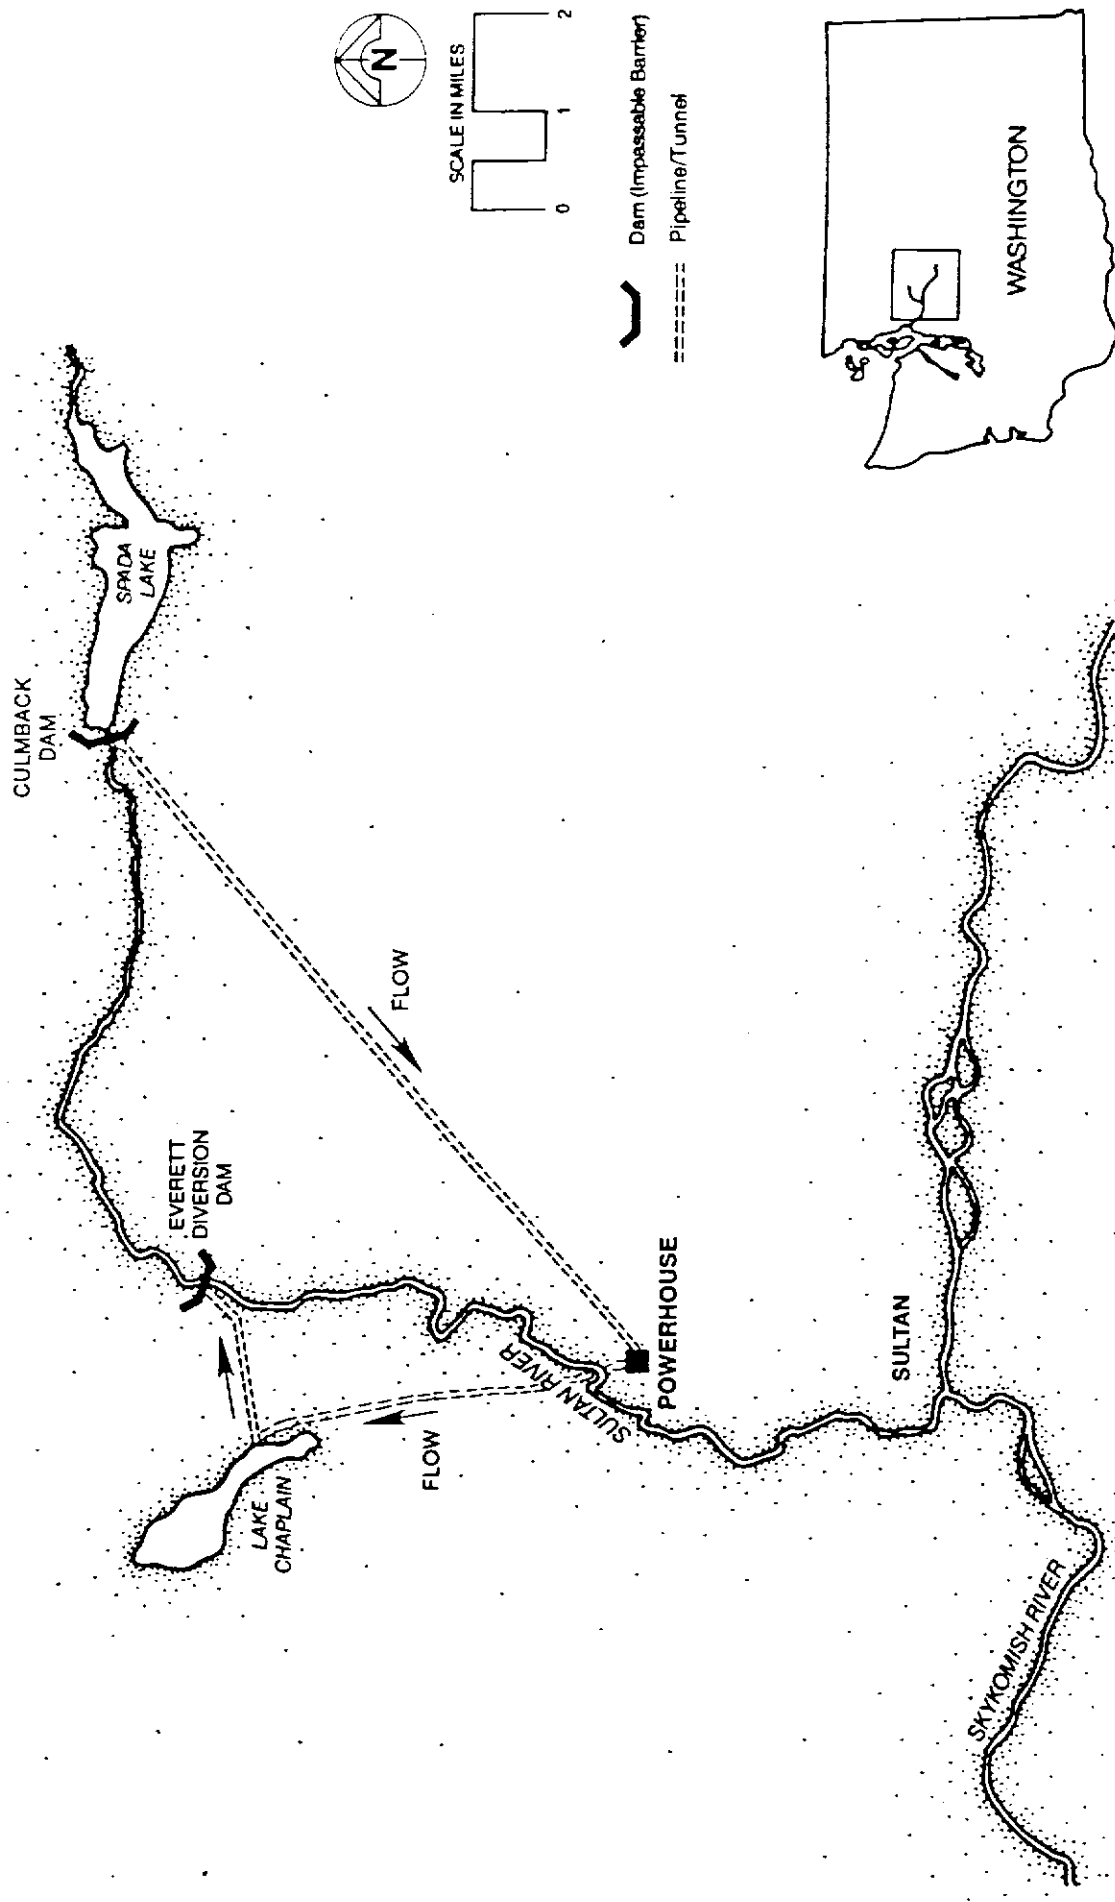 CULMBACK
DAM
SPADA
LAKE
EVERETT
DIVERSION
DAM
LAKE
CHAPLAIN
FLOW
FLOW
SULTAN RIVER
POWERHOUSE
SULTAN
SKYKOMISH RIVER
N
SCALE IN MILES
0 1 2
Dam (Impassable Barrier)
Pipeline/Tunnel
WASHINGTON